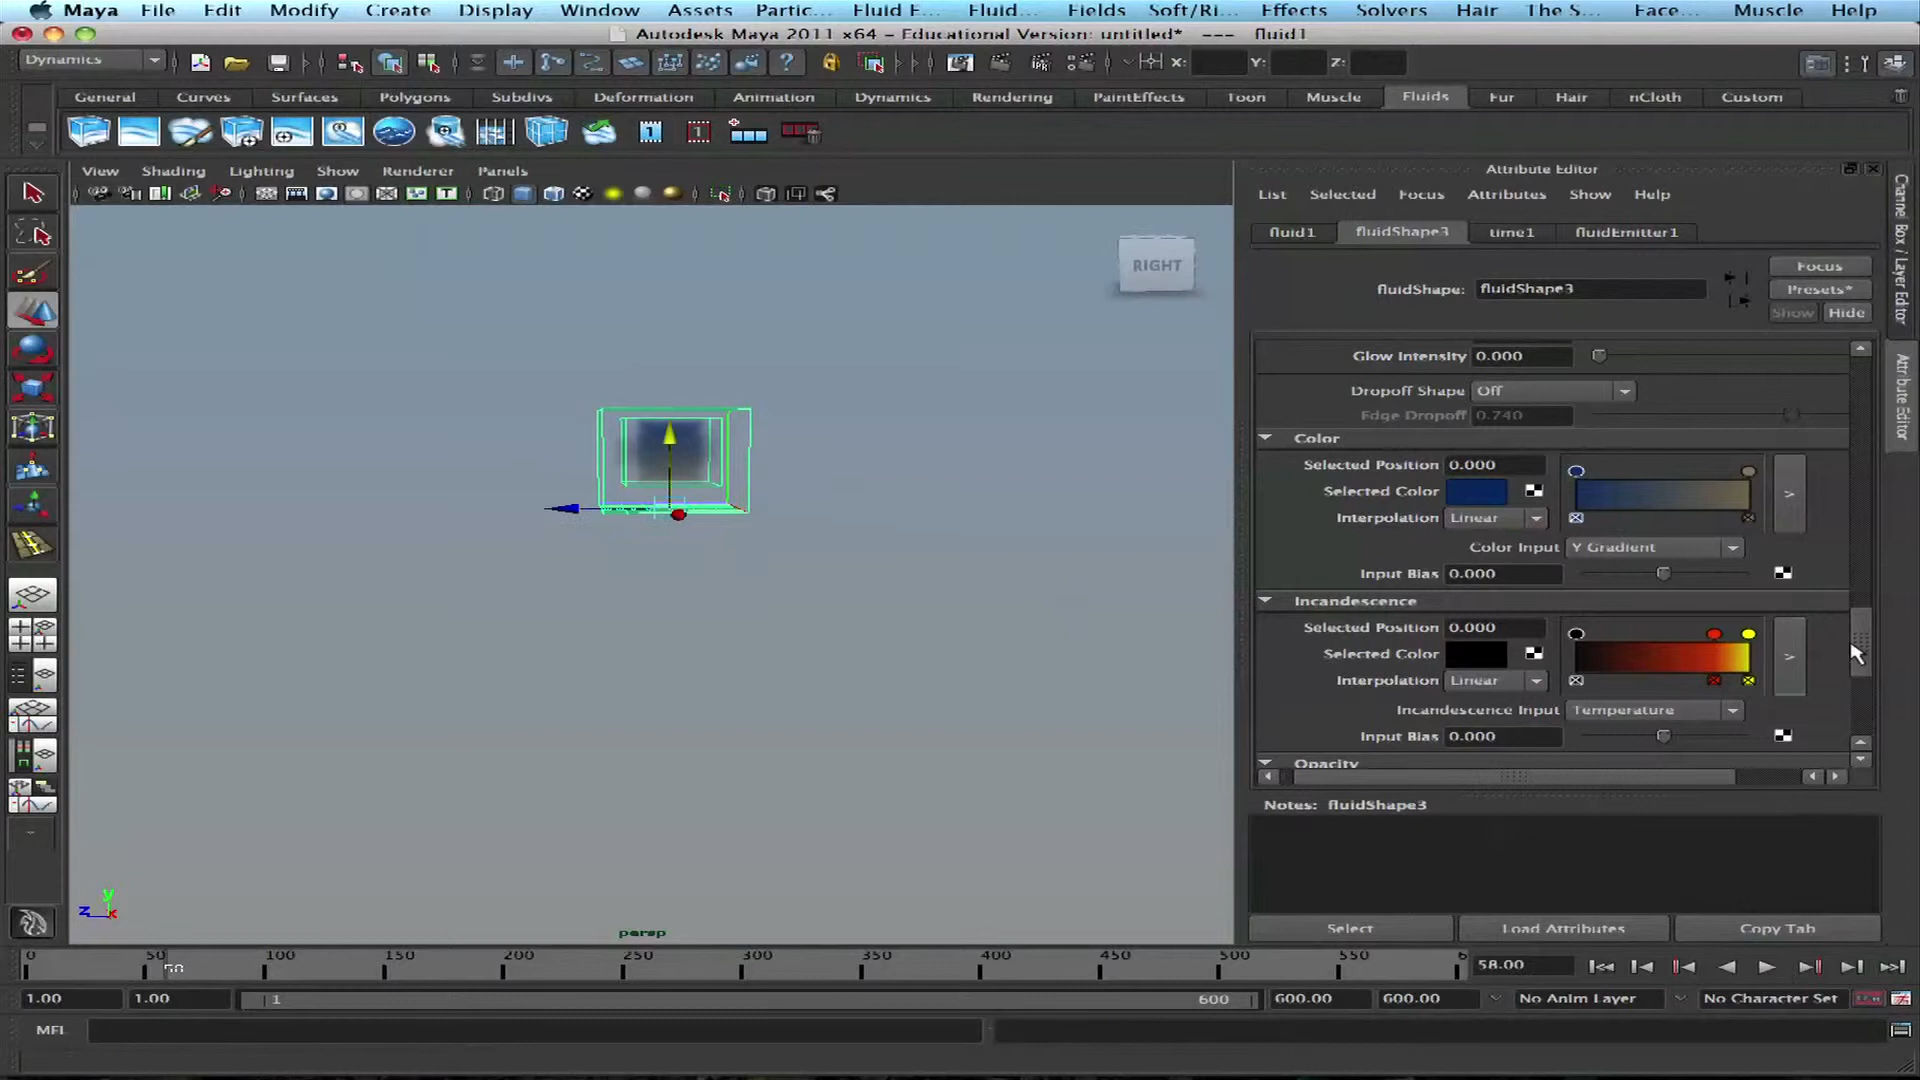 Maya File Edit Modify Create Display Window Assets Partic... Fluid E... Fluid... Fields Soft/Ri... Effects Solvers Hair The S... Face... Muscle Help
Autodesk Maya 2011 x64 – Educational Version: untitled* --- fluid1
Dynamics X: Y: Z:
General Curves Surfaces Polygons Subdivs Deformation Animation Dynamics Rendering PaintEffects Toon Muscle Fluids Fur Hair nCloth Custom
View Shading Lighting Show Renderer Panels
RIGHT
y
z x
persp
Attribute Editor
List Selected Focus Attributes Show Help
fluid1 fluidShape3 time1 fluidEmitter1
Focus
fluidShape: fluidShape3 Presets*
Show Hide
Glow Intensity 0.000
Dropoff Shape Off
Edge Dropoff 0.740
Color
Selected Position 0.000
Selected Color
Interpolation Linear
Color Input Y Gradient
Input Bias 0.000
Incandescence
Selected Position 0.000
Selected Color
Interpolation Linear
Incandescence Input Temperature
Input Bias 0.000
Opacity
Notes: fluidShape3
Select Load Attributes Copy Tab
Channel Box / Layer Editor
Attribute Editor
0 50 100 150 200 250 300 350 400 450 500 550 6 58.00
1.00 1.00 1 600 600.00 600.00 No Anim Layer No Character Set
MEL